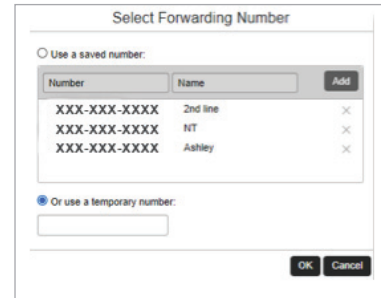 Select Forwarding Number
Use a saved number:
Number Name Add
XXX-XXX-XXXX 2nd line ×
XXX-XXX-XXXX NT ×
XXX-XXX-XXXX Ashley ×
Or use a temporary number:
OK Cancel